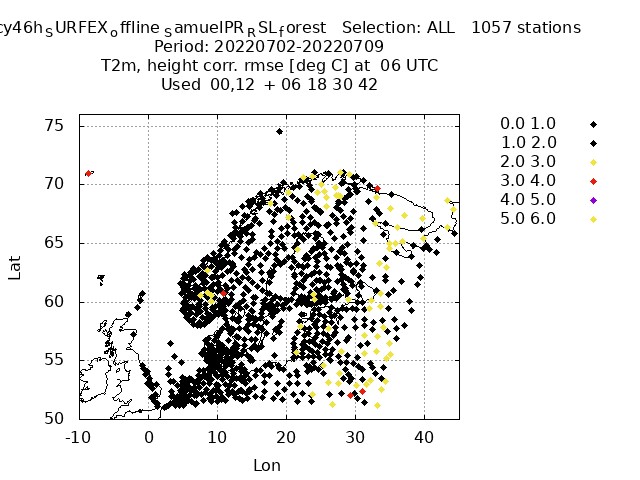 cy46hSURFEXofflineSamuelPRRSLforest Selection: ALL 1057 stations
Period: 20220702-20220709
T2m, height corr. rmse [deg C] at 06 UTC
Used 00,12 + 06 18 30 42
0.0 1.0
1.0 2.0
2.0 3.0
3.0 4.0
4.0 5.0
5.0 6.0
75
70
65
60
55
50
Lat
-10 0 10 20 30 40
Lon